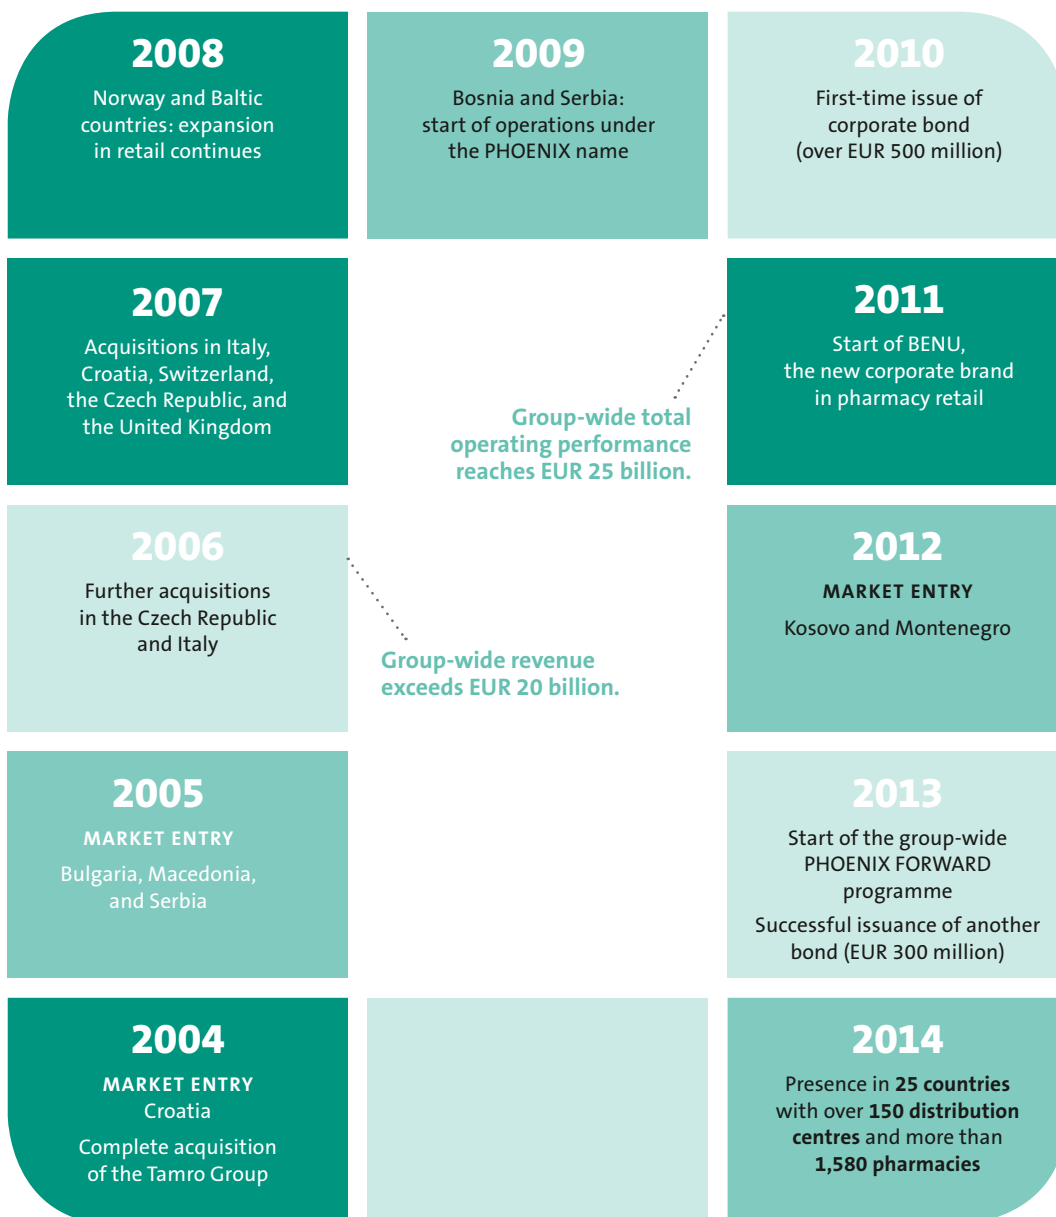 2008
Norway and Baltic
countries: expansion
in retail continues
2009
Bosnia and Serbia:
start of operations under
the PHOENIX name
2010
First-time issue of
corporate bond
(over EUR 500 million)
2007
Acquisitions in Italy,
Croatia, Switzerland,
the Czech Republic, and
the United Kingdom
2011
Start of BENU,
the new corporate brand
in pharmacy retail
Group-wide total
operating performance
reaches EUR 25 billion.
2006
Further acquisitions
in the Czech Republic
and Italy
Group-wide revenue
exceeds EUR 20 billion.
2012
MARKET ENTRY
Kosovo and Montenegro
2005
MARKET ENTRY
Bulgaria, Macedonia,
and Serbia
2013
Start of the group-wide
PHOENIX FORWARD
programme
Successful issuance of another
bond (EUR 300 million)
2004
MARKET ENTRY
Croatia
Complete acquisition
of the Tamro Group
2014
Presence in 25 countries
with over 150 distribution
centres and more than
1,580 pharmacies